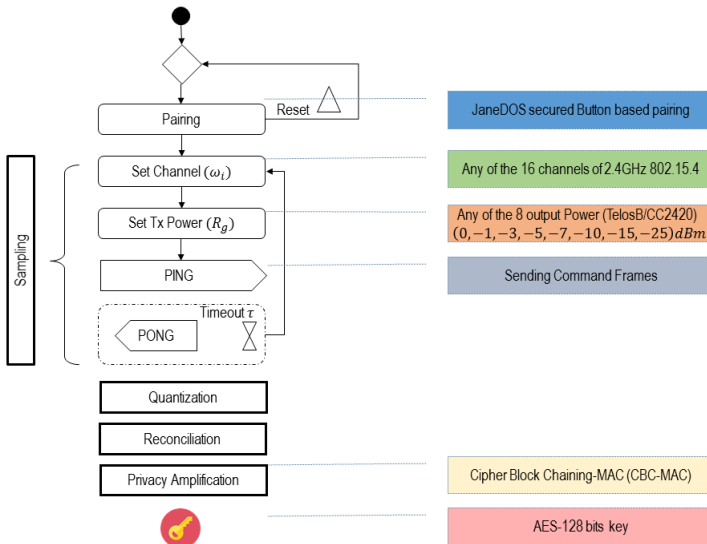 Reset
Pairing
JaneDOS secured Button based pairing
Sampling
Set Channel (ωᵢ)
Any of the 16 channels of 2.4GHz 802.15.4
Set Tx Power (R_g)
Any of the 8 output Power (TelosB/CC2420)
(0, −1, −3, −5, −7, −10, −15, −25)dBm
PING
Sending Command Frames
Timeout τ
PONG
Quantization
Reconciliation
Privacy Amplification
Cipher Block Chaining-MAC (CBC-MAC)
AES-128 bits key